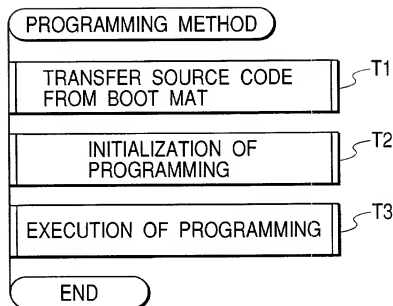 PROGRAMMING METHOD
TRANSFER SOURCE CODE
FROM BOOT MAT
T1
INITIALIZATION OF
PROGRAMMING
T2
EXECUTION OF PROGRAMMING
T3
END